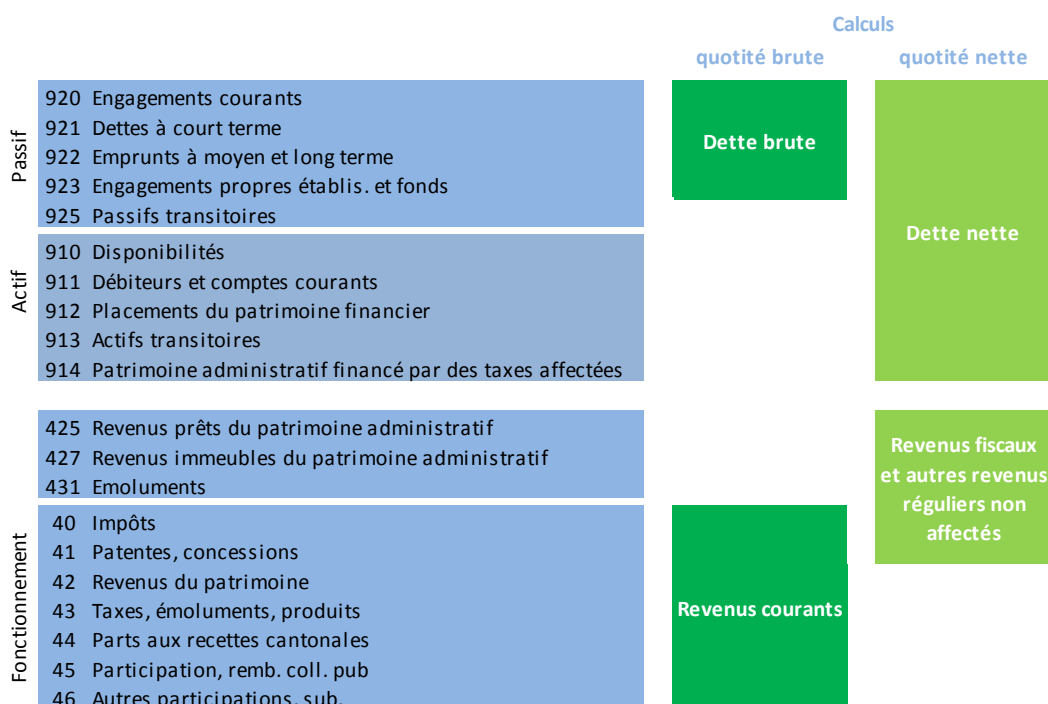 Calculs
quotité brute
quotité nette
Passif
920 Engagements courants
921 Dettes à court terme
922 Emprunts à moyen et long terme
923 Engagements propres établis. et fonds
925 Passifs transitoires
Dette brute
Dette nette
Actif
910 Disponibilités
911 Débiteurs et comptes courants
912 Placements du patrimoine financier
913 Actifs transitoires
914 Patrimoine administratif financé par des taxes affectées
425 Revenus prêts du patrimoine administratif
427 Revenus immeubles du patrimoine administratif
431 Emoluments
Revenus fiscaux
et autres revenus
réguliers non
affectés
Fonctionnement
40 Impôts
41 Patentes, concessions
42 Revenus du patrimoine
43 Taxes, émoluments, produits
44 Parts aux recettes cantonales
45 Participation, remb. coll. pub
46 Autres participations, sub.
Revenus courants